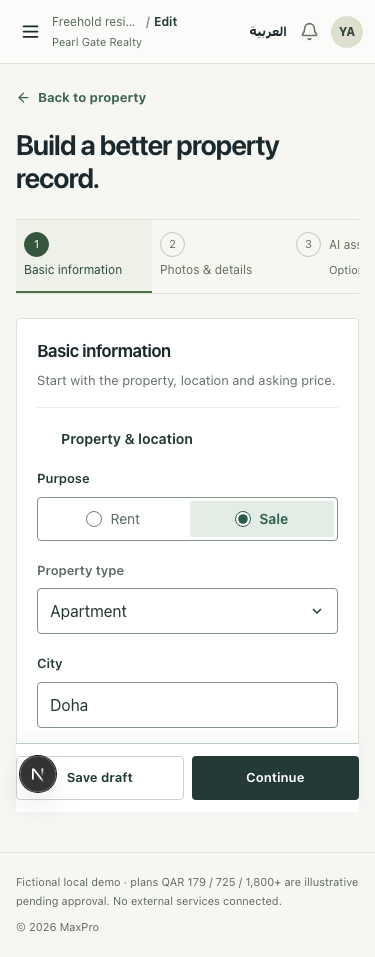 Freehold resi... / Edit
Pearl Gate Realty
العربية
YA
← Back to property
Build a better property
record.
1
Basic information
2
Photos & details
3 AI ass
Option
Basic information
Start with the property, location and asking price.
Property & location
Purpose
Rent
Sale
Property type
Apartment
City
Doha
N
Save draft
Continue
Fictional local demo · plans QAR 179 / 725 / 1,800+ are illustrative
pending approval. No external services connected.
© 2026 MaxPro